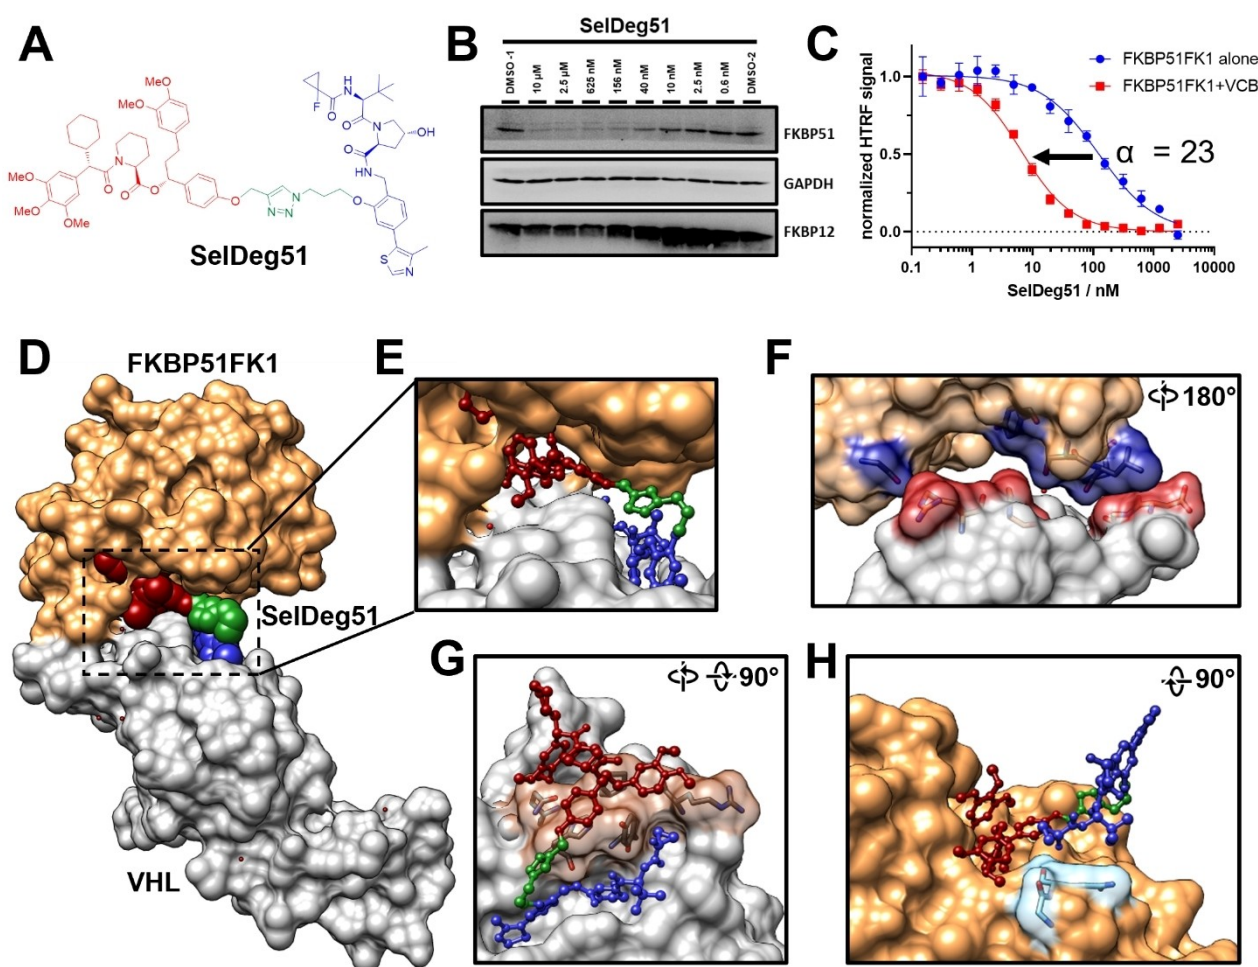 A
MeO
MeO
MeO
MeO
OMe
N
O
O
O
O
N
N=N
O
F
O
HN
O
N
OH
O
HN
S
N
SelDeg51
B
SelDeg51
DMSO -1
10 µM
2.5 µM
625 nM
156 nM
40 nM
10 nM
2.5 nM
0.6 nM
DMSO-2
FKBP51
GAPDH
FKBP12
C
FKBP51FK1 alone
FKBP51FK1+VCB
α = 23
normalized HTRF signal
1.0
0.5
0.0
0.1
1
10
100
1000
10000
SelDeg51 / nM
D
FKBP51FK1
SelDeg51
VHL
E
F
180°
G
90°
H
90°